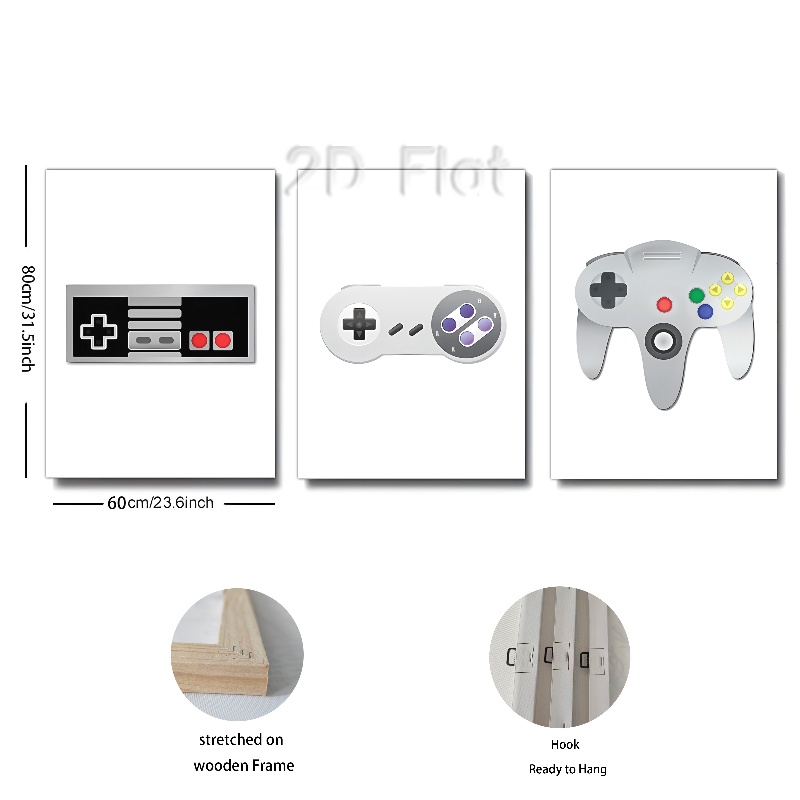 2D Flat
80cm/31.5inch
60cm/23.6inch
stretched on
wooden Frame
Hook
Ready to Hang